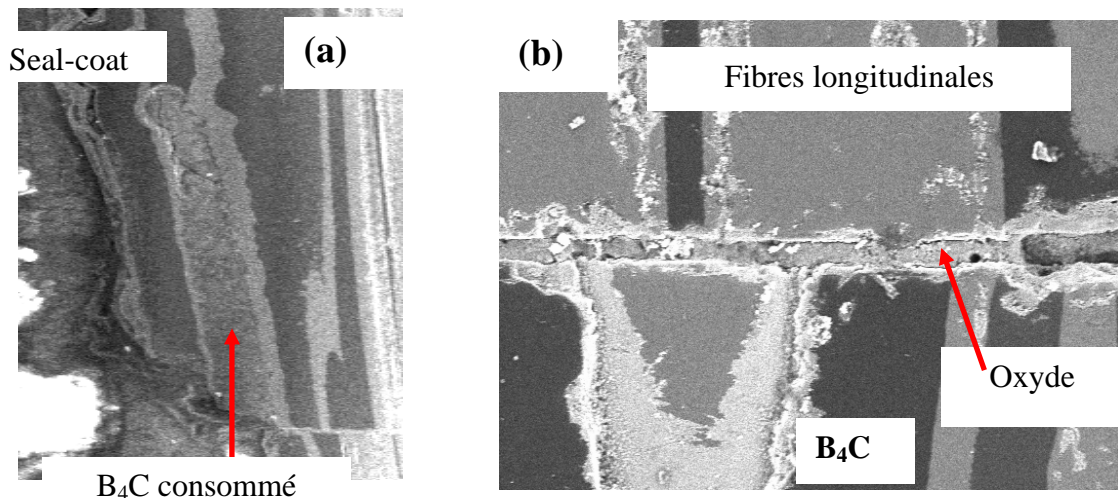 Seal-coat
(a)
B₄C consommé
(b)
Fibres longitudinales
Oxyde
B₄C